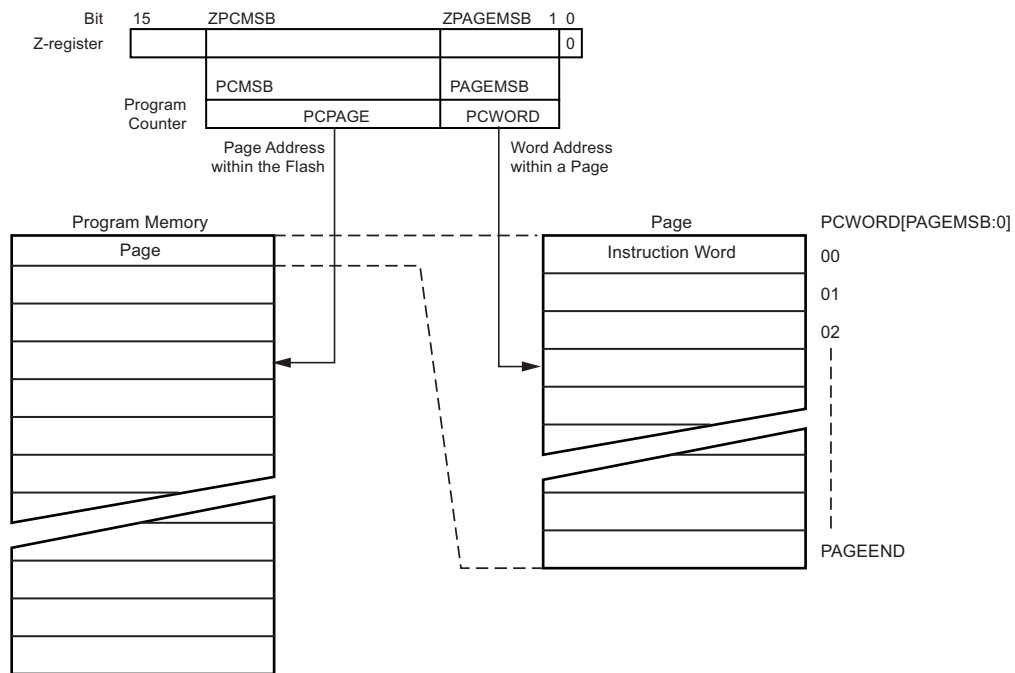 Bit 15 ZPCMSB ZPAGEMSB 1 0
Z-register 0
PCMSB PAGEMSB
Program
Counter
PCPAGE PCWORD
Page Address
within the Flash
Word Address
within a Page
Program Memory
Page
Page PCWORD[PAGEMSB:0]
Instruction Word 00
01
02
PAGEEND